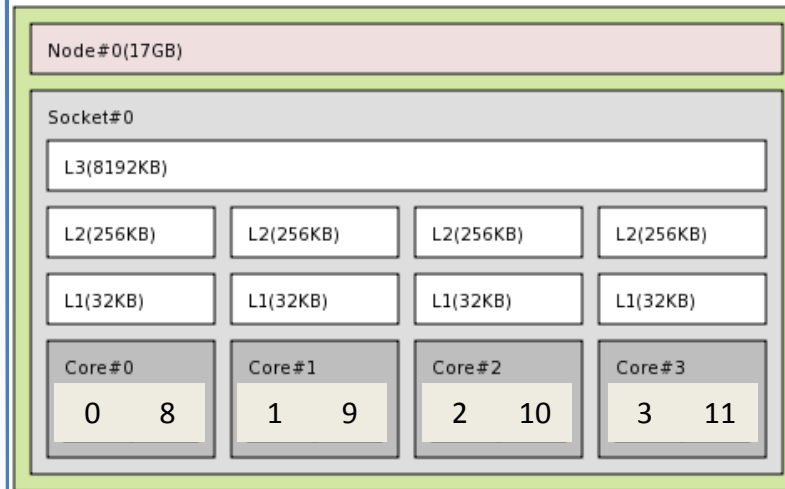 Node#0(17GB)
Socket#0
L3(8192KB)
L2(256KB) L2(256KB) L2(256KB) L2(256KB)
L1(32KB) L1(32KB) L1(32KB) L1(32KB)
Core#0 Core#1 Core#2 Core#3
0 8 1 9 2 10 3 11